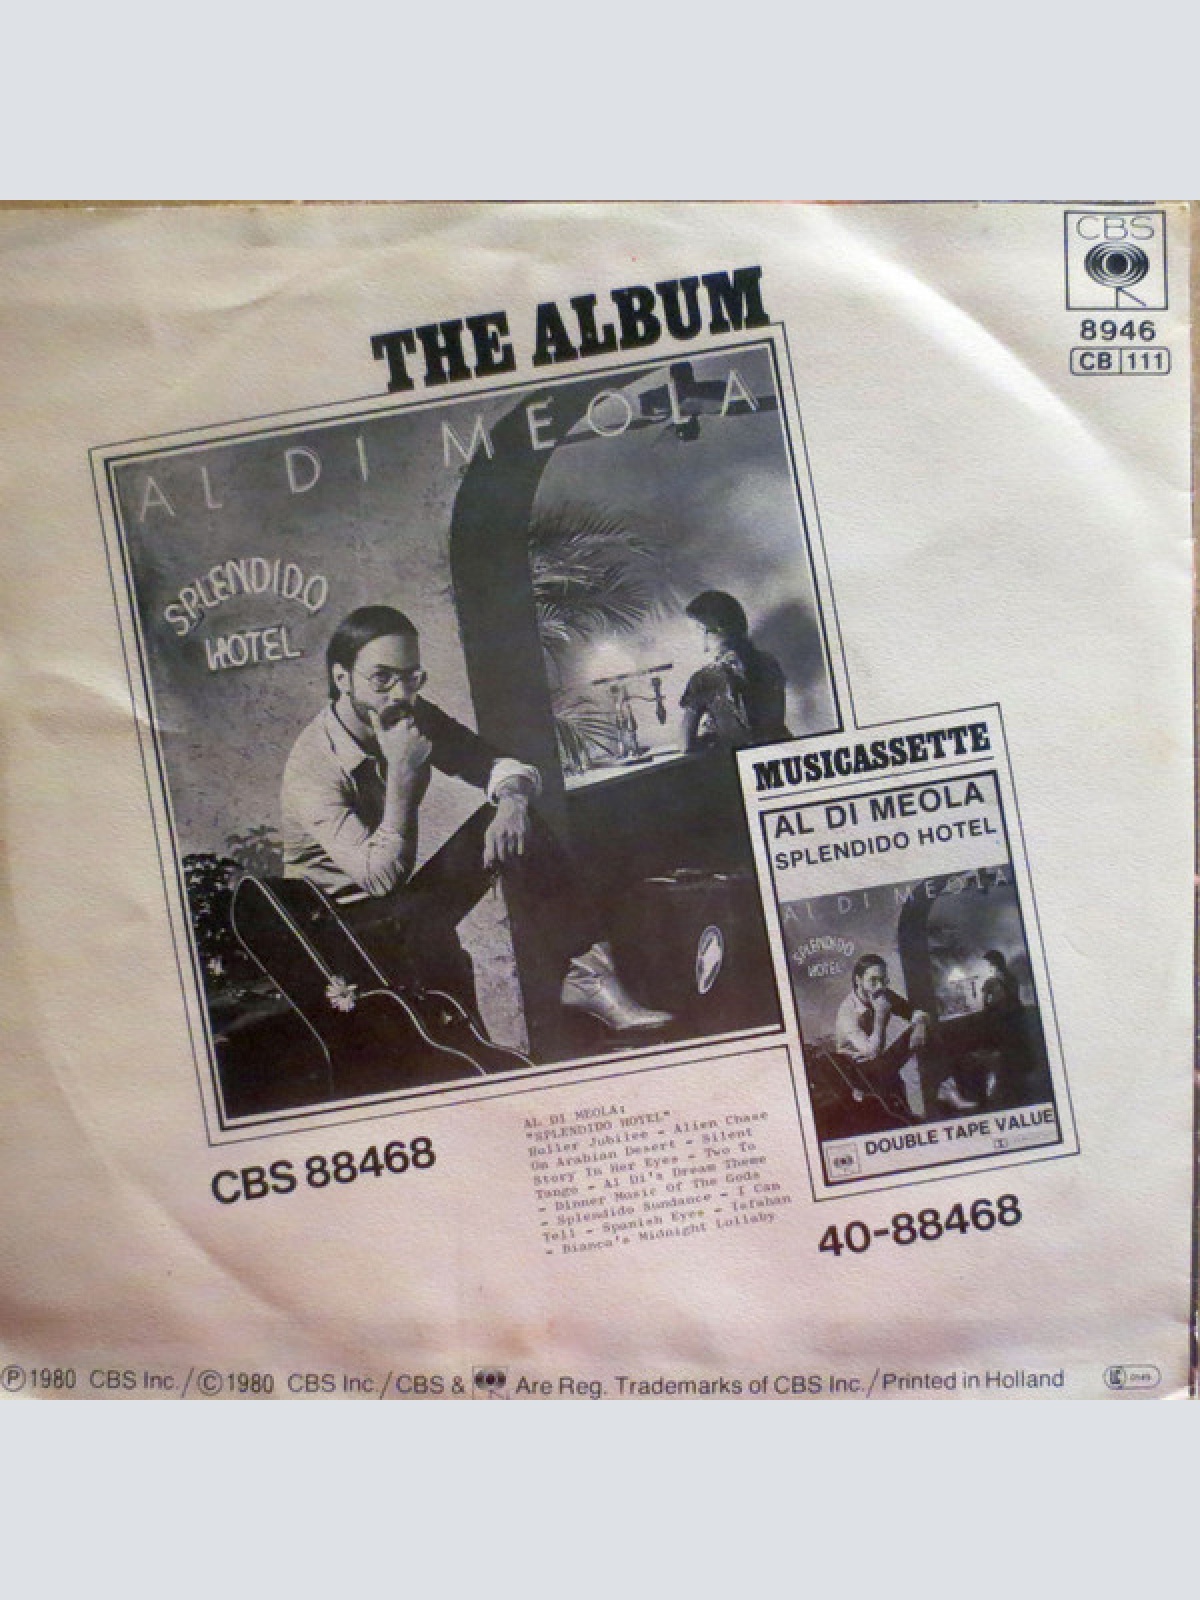 CBS
8946
CB 111
THE ALBUM
AL DI MEOLA
SPLENDIDO
HOTEL
MUSICASSETTE
AL DI MEOLA
SPLENDIDO HOTEL
AL DI MEOLA
SPLENDIDO
HOTEL
DOUBLE TAPE VALUE
CBS 88468
AL DI MEOLA:
"SPLENDIDO HOTEL"
Roller Jubilee - Alien Chase
On Arabian Desert - Silent
Story In Her Eyes - Two To
Tango - Al Di's Dream Theme
- Dinner Music Of The Gods
- Splendido Sundance - I Can
Tell - Spanish Eyes - Isfahan
- Bianca's Midnight Lullaby
40-88468
℗1980 CBS Inc./©1980 CBS Inc./CBS & Are Reg. Trademarks of CBS Inc./Printed in Holland